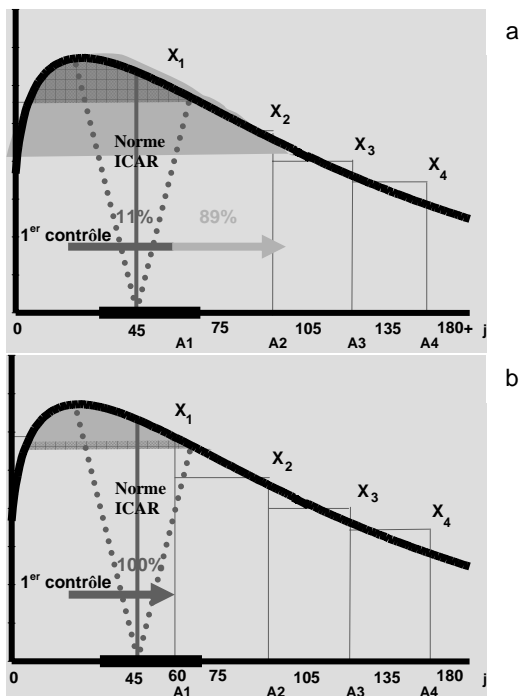 a
X1
X2
Norme
ICAR
X3
X4
11% 89%
1er contrôle
0 45 75 105 135 180+ j
A1 A2 A3 A4
b
X1
X2
Norme
ICAR
X3
X4
100%
1er contrôle
0 45 60 75 105 135 180 j
A1 A2 A3 A4